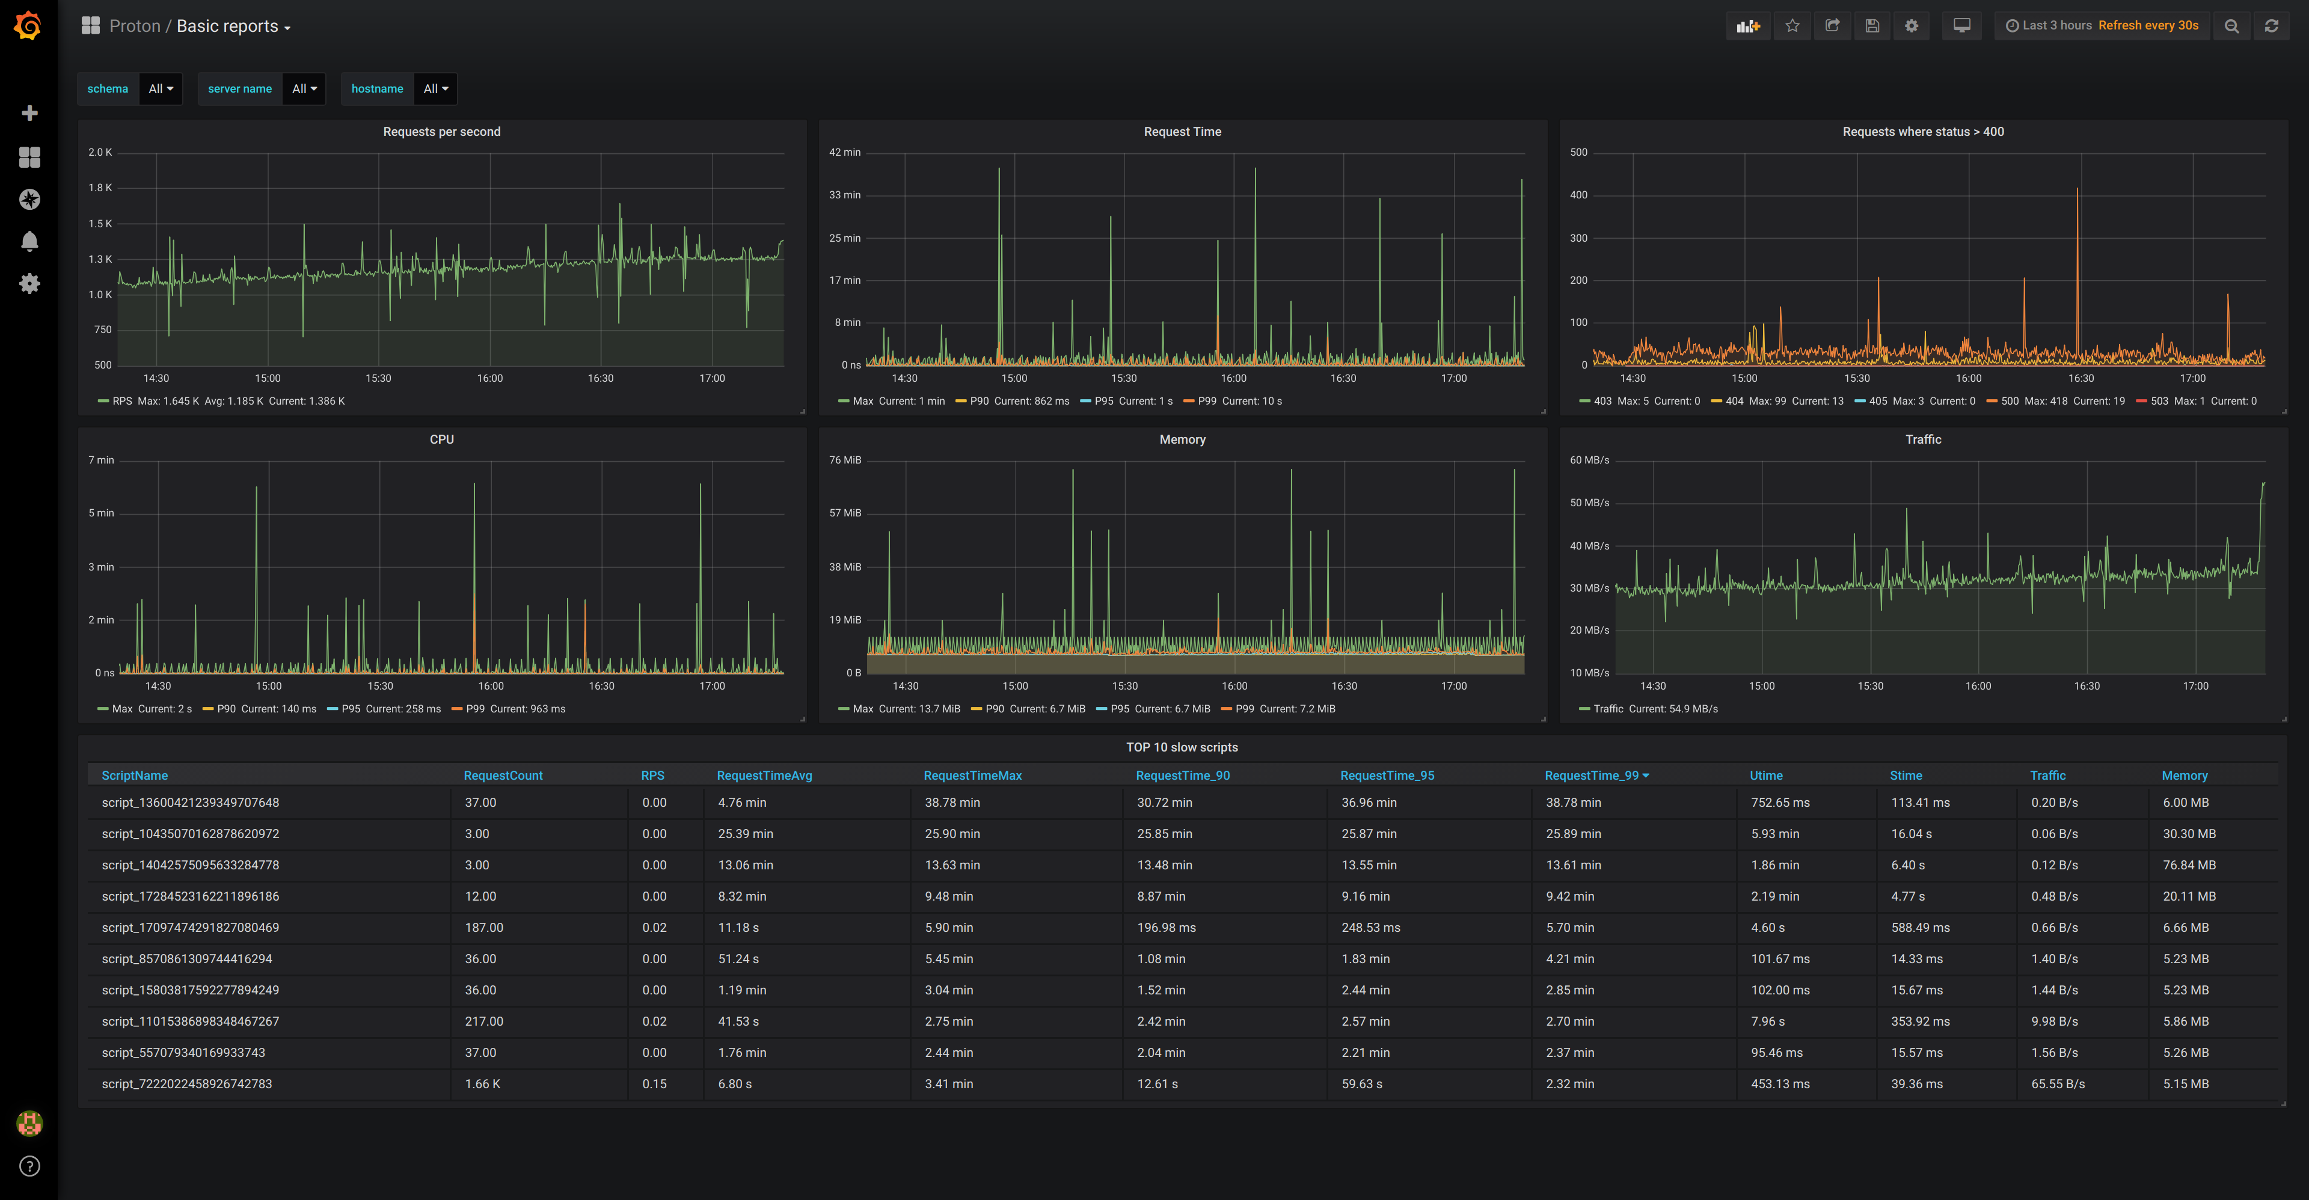 Proton / Basic reports
Last 3 hours Refresh every 30s
schema All server name All hostname All
Requests per second
2.0 K
1.8 K
1.5 K
1.3 K
1.0 K
750
500
14:30 15:00 15:30 16:00 16:30 17:00
RPS Max: 1.645 K Avg: 1.185 K Current: 1.386 K
Request Time
42 min
33 min
25 min
17 min
8 min
0 ns
14:30 15:00 15:30 16:00 16:30 17:00
Max Current: 1 min P90 Current: 862 ms P95 Current: 1 s P99 Current: 10 s
Requests where status > 400
500
400
300
200
100
0
14:30 15:00 15:30 16:00 16:30 17:00
403 Max: 5 Current: 0 404 Max: 99 Current: 13 405 Max: 3 Current: 0 500 Max: 418 Current: 19 503 Max: 1 Current: 0
CPU
7 min
5 min
3 min
2 min
0 ns
14:30 15:00 15:30 16:00 16:30 17:00
Max Current: 2 s P90 Current: 140 ms P95 Current: 258 ms P99 Current: 963 ms
Memory
76 MiB
57 MiB
38 MiB
19 MiB
0 B
14:30 15:00 15:30 16:00 16:30 17:00
Max Current: 13.7 MiB P90 Current: 6.7 MiB P95 Current: 6.7 MiB P99 Current: 7.2 MiB
Traffic
60 MB/s
50 MB/s
40 MB/s
30 MB/s
20 MB/s
10 MB/s
14:30 15:00 15:30 16:00 16:30 17:00
Traffic Current: 54.9 MB/s
TOP 10 slow scripts
ScriptName RequestCount RPS RequestTimeAvg RequestTimeMax RequestTime_90 RequestTime_95 RequestTime_99 Utime Stime Traffic Memory
script_13600421239349707648 37.00 0.00 4.76 min 38.78 min 30.72 min 36.96 min 38.78 min 752.65 ms 113.41 ms 0.20 B/s 6.00 MB
script_10435070162878620972 3.00 0.00 25.39 min 25.90 min 25.85 min 25.87 min 25.89 min 5.93 min 16.04 s 0.06 B/s 30.30 MB
script_14042575095633284778 3.00 0.00 13.06 min 13.63 min 13.48 min 13.55 min 13.61 min 1.86 min 6.40 s 0.12 B/s 76.84 MB
script_17284523162211896186 12.00 0.00 8.32 min 9.48 min 8.87 min 9.16 min 9.42 min 2.19 min 4.77 s 0.48 B/s 20.11 MB
script_17097474291827080469 187.00 0.02 11.18 s 5.90 min 196.98 ms 248.53 ms 5.70 min 4.60 s 588.49 ms 0.66 B/s 6.66 MB
script_8570861309744416294 36.00 0.00 51.24 s 5.45 min 1.08 min 1.83 min 4.21 min 101.67 ms 14.33 ms 1.40 B/s 5.23 MB
script_15803817592277894249 36.00 0.00 1.19 min 3.04 min 1.52 min 2.44 min 2.85 min 102.00 ms 15.67 ms 1.44 B/s 5.23 MB
script_11015386898348467267 217.00 0.02 41.53 s 2.75 min 2.42 min 2.57 min 2.70 min 7.96 s 353.92 ms 9.98 B/s 5.86 MB
script_557079340169933743 37.00 0.00 1.76 min 2.44 min 2.04 min 2.21 min 2.37 min 95.46 ms 15.57 ms 1.56 B/s 5.26 MB
script_7222022458926742783 1.66 K 0.15 6.80 s 3.41 min 12.61 s 59.63 s 2.32 min 453.13 ms 39.36 ms 65.55 B/s 5.15 MB